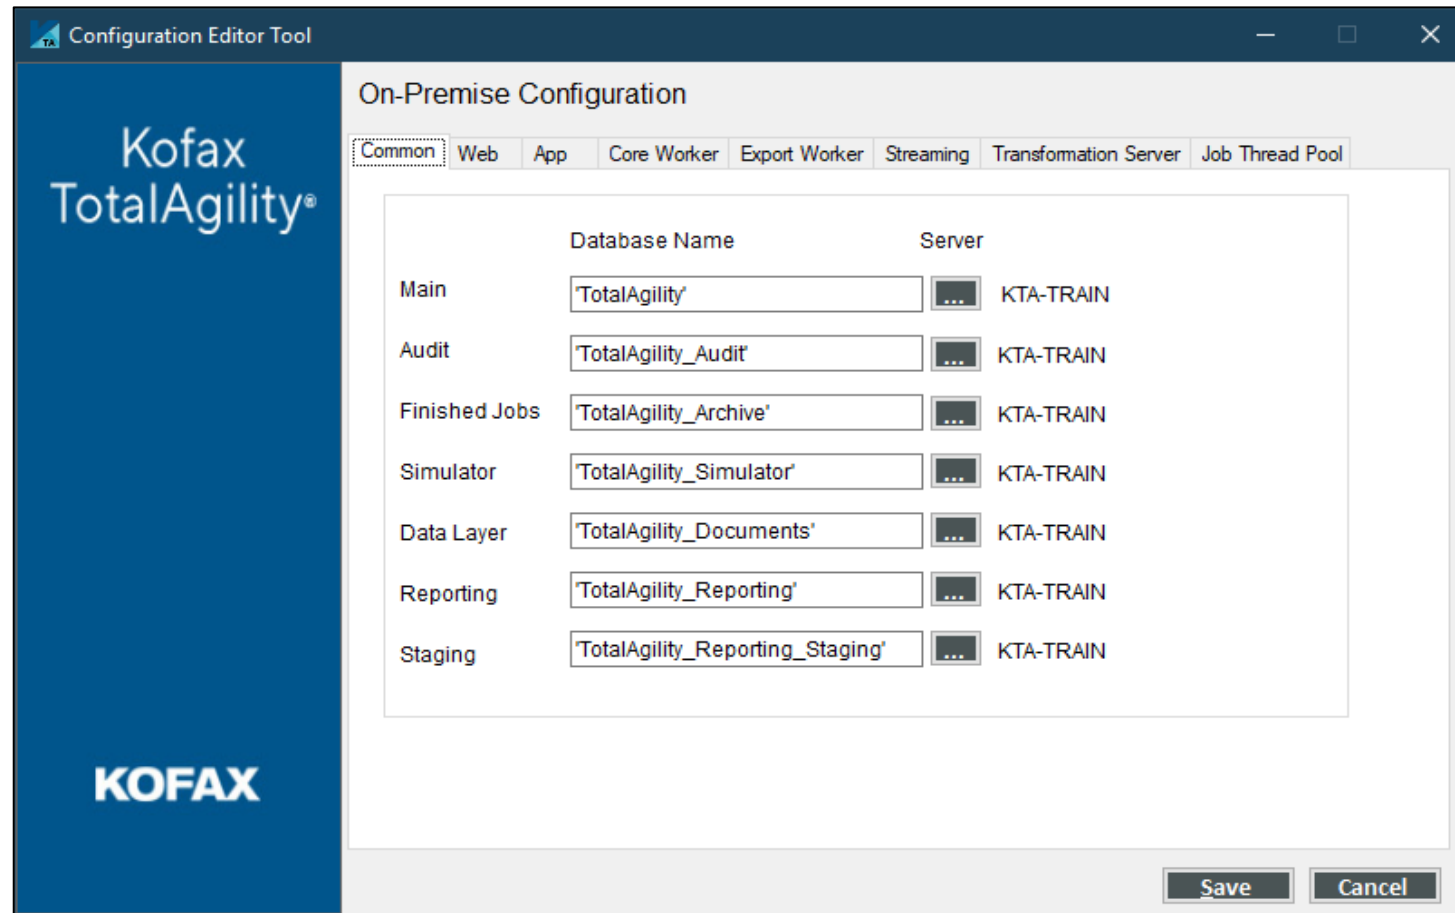 Configuration Editor Tool
Kofax
TotalAgility®
KOFAX
On-Premise Configuration
Common Web App Core Worker Export Worker Streaming Transformation Server Job Thread Pool
Database Name Server
Main 'TotalAgility' ... KTA-TRAIN
Audit 'TotalAgility_Audit' ... KTA-TRAIN
Finished Jobs 'TotalAgility_Archive' ... KTA-TRAIN
Simulator 'TotalAgility_Simulator' ... KTA-TRAIN
Data Layer 'TotalAgility_Documents' ... KTA-TRAIN
Reporting 'TotalAgility_Reporting' ... KTA-TRAIN
Staging 'TotalAgility_Reporting_Staging' ... KTA-TRAIN
Save Cancel